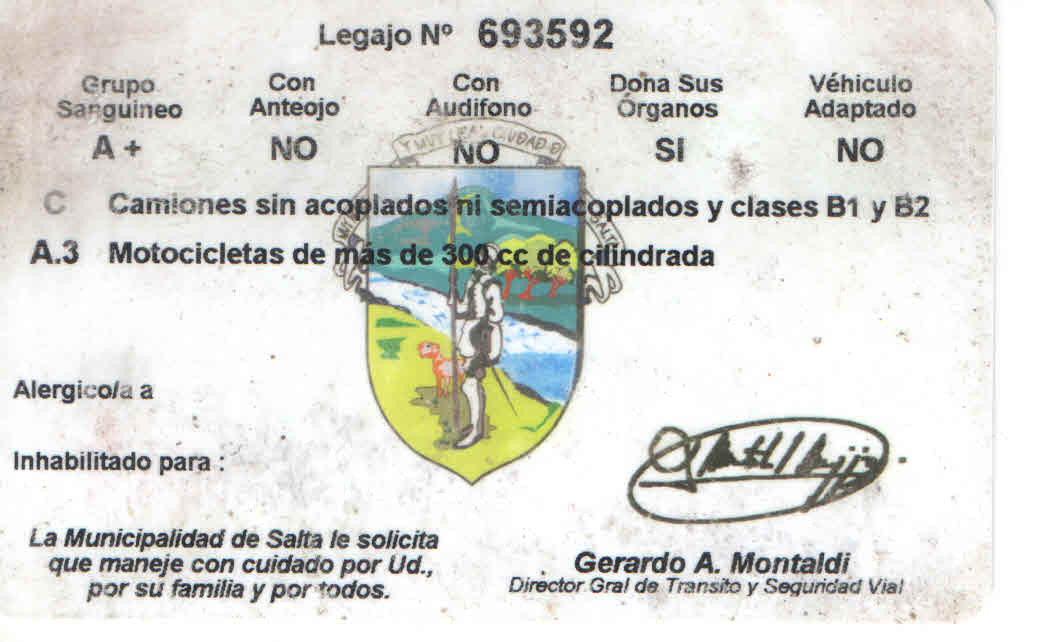 Legajo Nº 693592
Grupo Sanguineo
Con Anteojo
Con Audifono
Dona Sus Órganos
Véhiculo Adaptado
A + NO NO SI NO
Y MUY LEAL CIUDAD D
SALTA
C Camiones sin acoplados ni semiacoplados y clases B1 y B2
A.3 Motocicletas de más de 300 cc de cilindrada
Alergico/a a
Inhabilitado para :
La Municipalidad de Salta le solicita
que maneje con cuidado por Ud.,
por su familia y por todos.
Gerardo A. Montaldi
Director Gral de Transito y Seguridad Vial